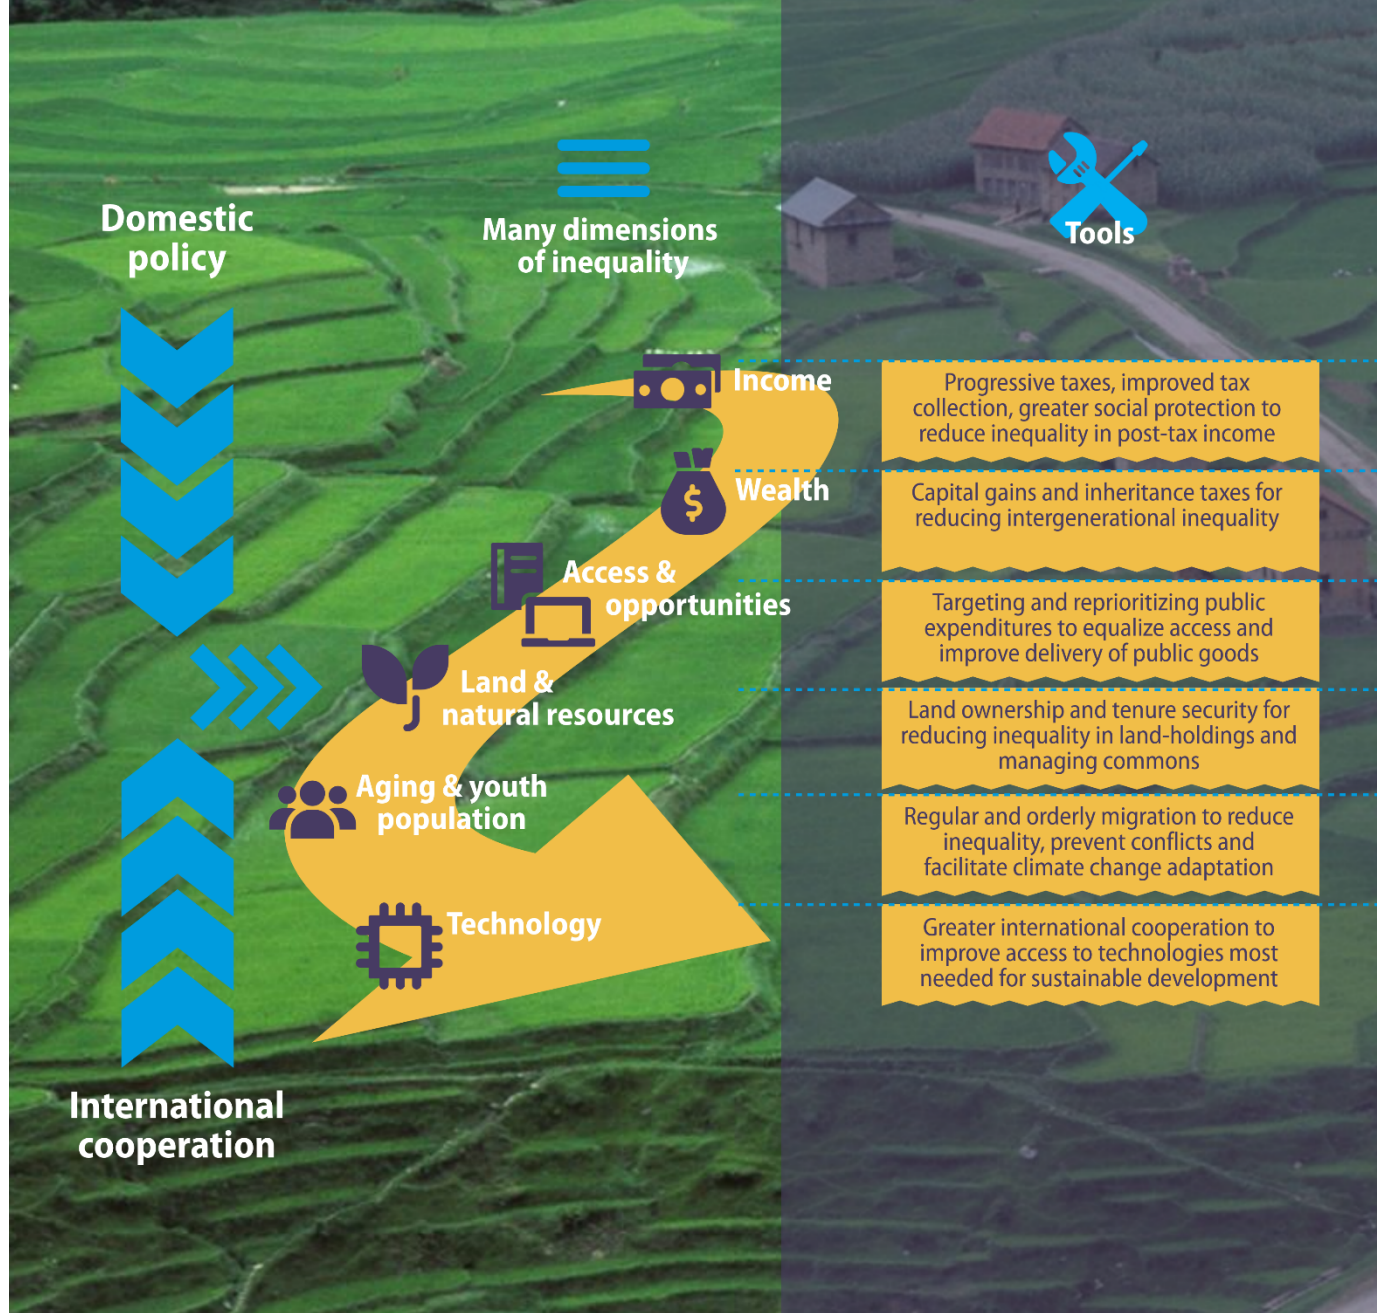 Domestic
policy
Many dimensions
of inequality
Tools
Income
Progressive taxes, improved tax
collection, greater social protection to
reduce inequality in post-tax income
Wealth
Capital gains and inheritance taxes for
reducing intergenerational inequality
Access &
opportunities
Targeting and reprioritizing public
expenditures to equalize access and
improve delivery of public goods
Land &
natural resources
Land ownership and tenure security for
reducing inequality in land-holdings and
managing commons
Aging & youth
population
Regular and orderly migration to reduce
inequality, prevent conflicts and
facilitate climate change adaptation
Technology
Greater international cooperation to
improve access to technologies most
needed for sustainable development
International
cooperation